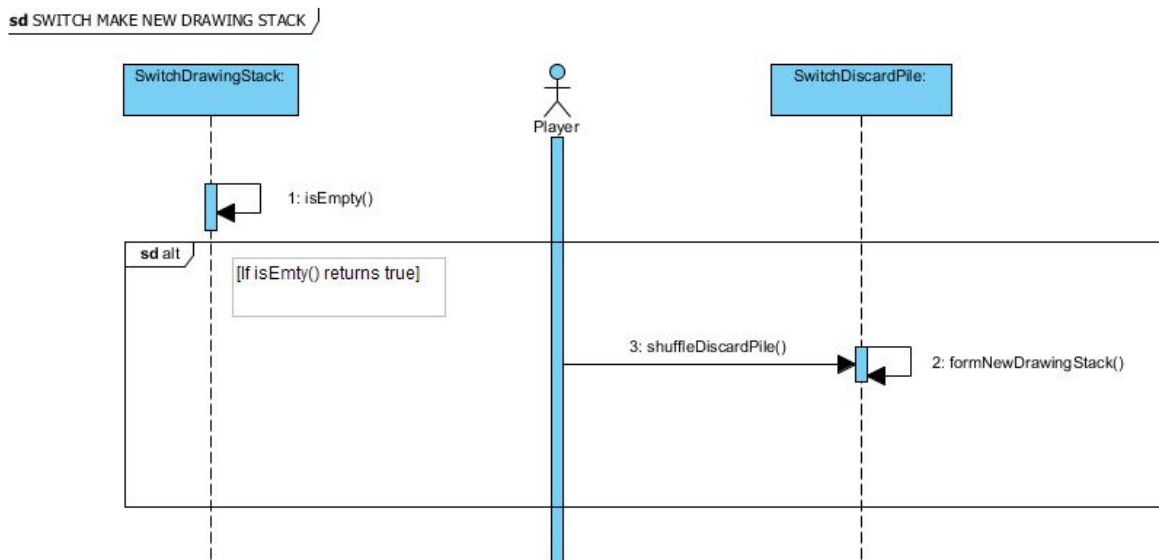 sd SWITCH MAKE NEW DRAWING STACK
SwitchDrawingStack:
Player
SwitchDiscardPile:
1: isEmpty()
sd alt
[If isEmty() returns true]
3: shuffleDiscardPile()
2: formNewDrawingStack()